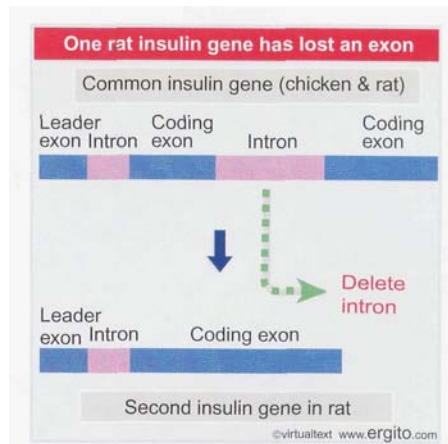 One rat insulin gene has lost an exon
Common insulin gene (chicken & rat)
Leader Coding Coding
exon Intron exon Intron exon
Delete
intron
Leader
exon Intron Coding exon
Second insulin gene in rat
©virtualtext www.ergito.com